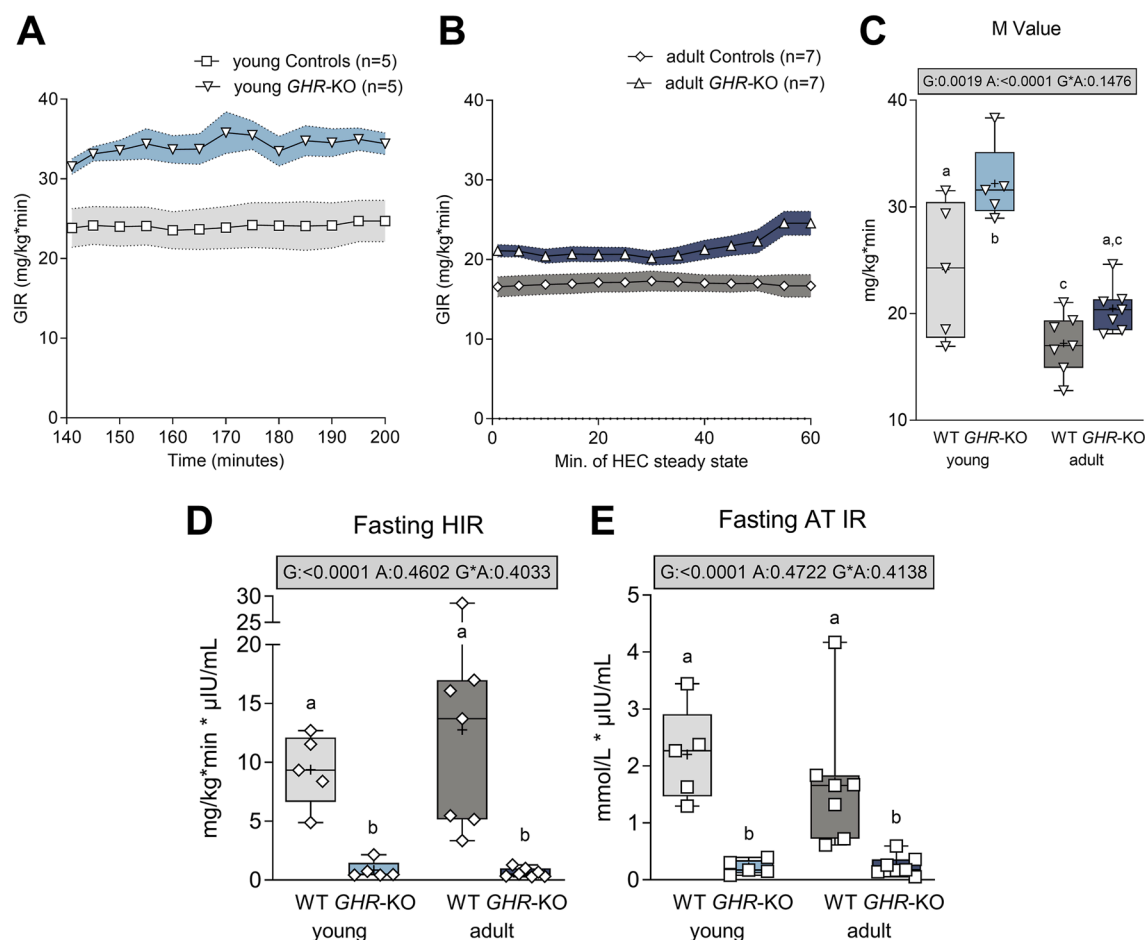 A
young Controls (n=5)
young GHR-KO (n=5)
GIR (mg/kg*min)
40
30
20
10
0
140 150 160 170 180 190 200
Time (minutes)
B
adult Controls (n=7)
adult GHR-KO (n=7)
GIR (mg/kg*min)
40
30
20
10
0
0 20 40 60
Min. of HEC steady state
C
M Value
G:0.0019 A:<0.0001 G*A:0.1476
mg/kg*min
40
30
20
10
a
b
c
a,c
WT GHR-KO WT GHR-KO
young adult
D
Fasting HIR
G:<0.0001 A:0.4602 G*A:0.4033
mg/kg*min * µIU/mL
30
25
20
15
10
5
0
a
b
a
b
WT GHR-KO WT GHR-KO
young adult
E
Fasting AT IR
G:<0.0001 A:0.4722 G*A:0.4138
mmol/L * µIU/mL
5
4
3
2
1
0
a
b
a
b
WT GHR-KO WT GHR-KO
young adult